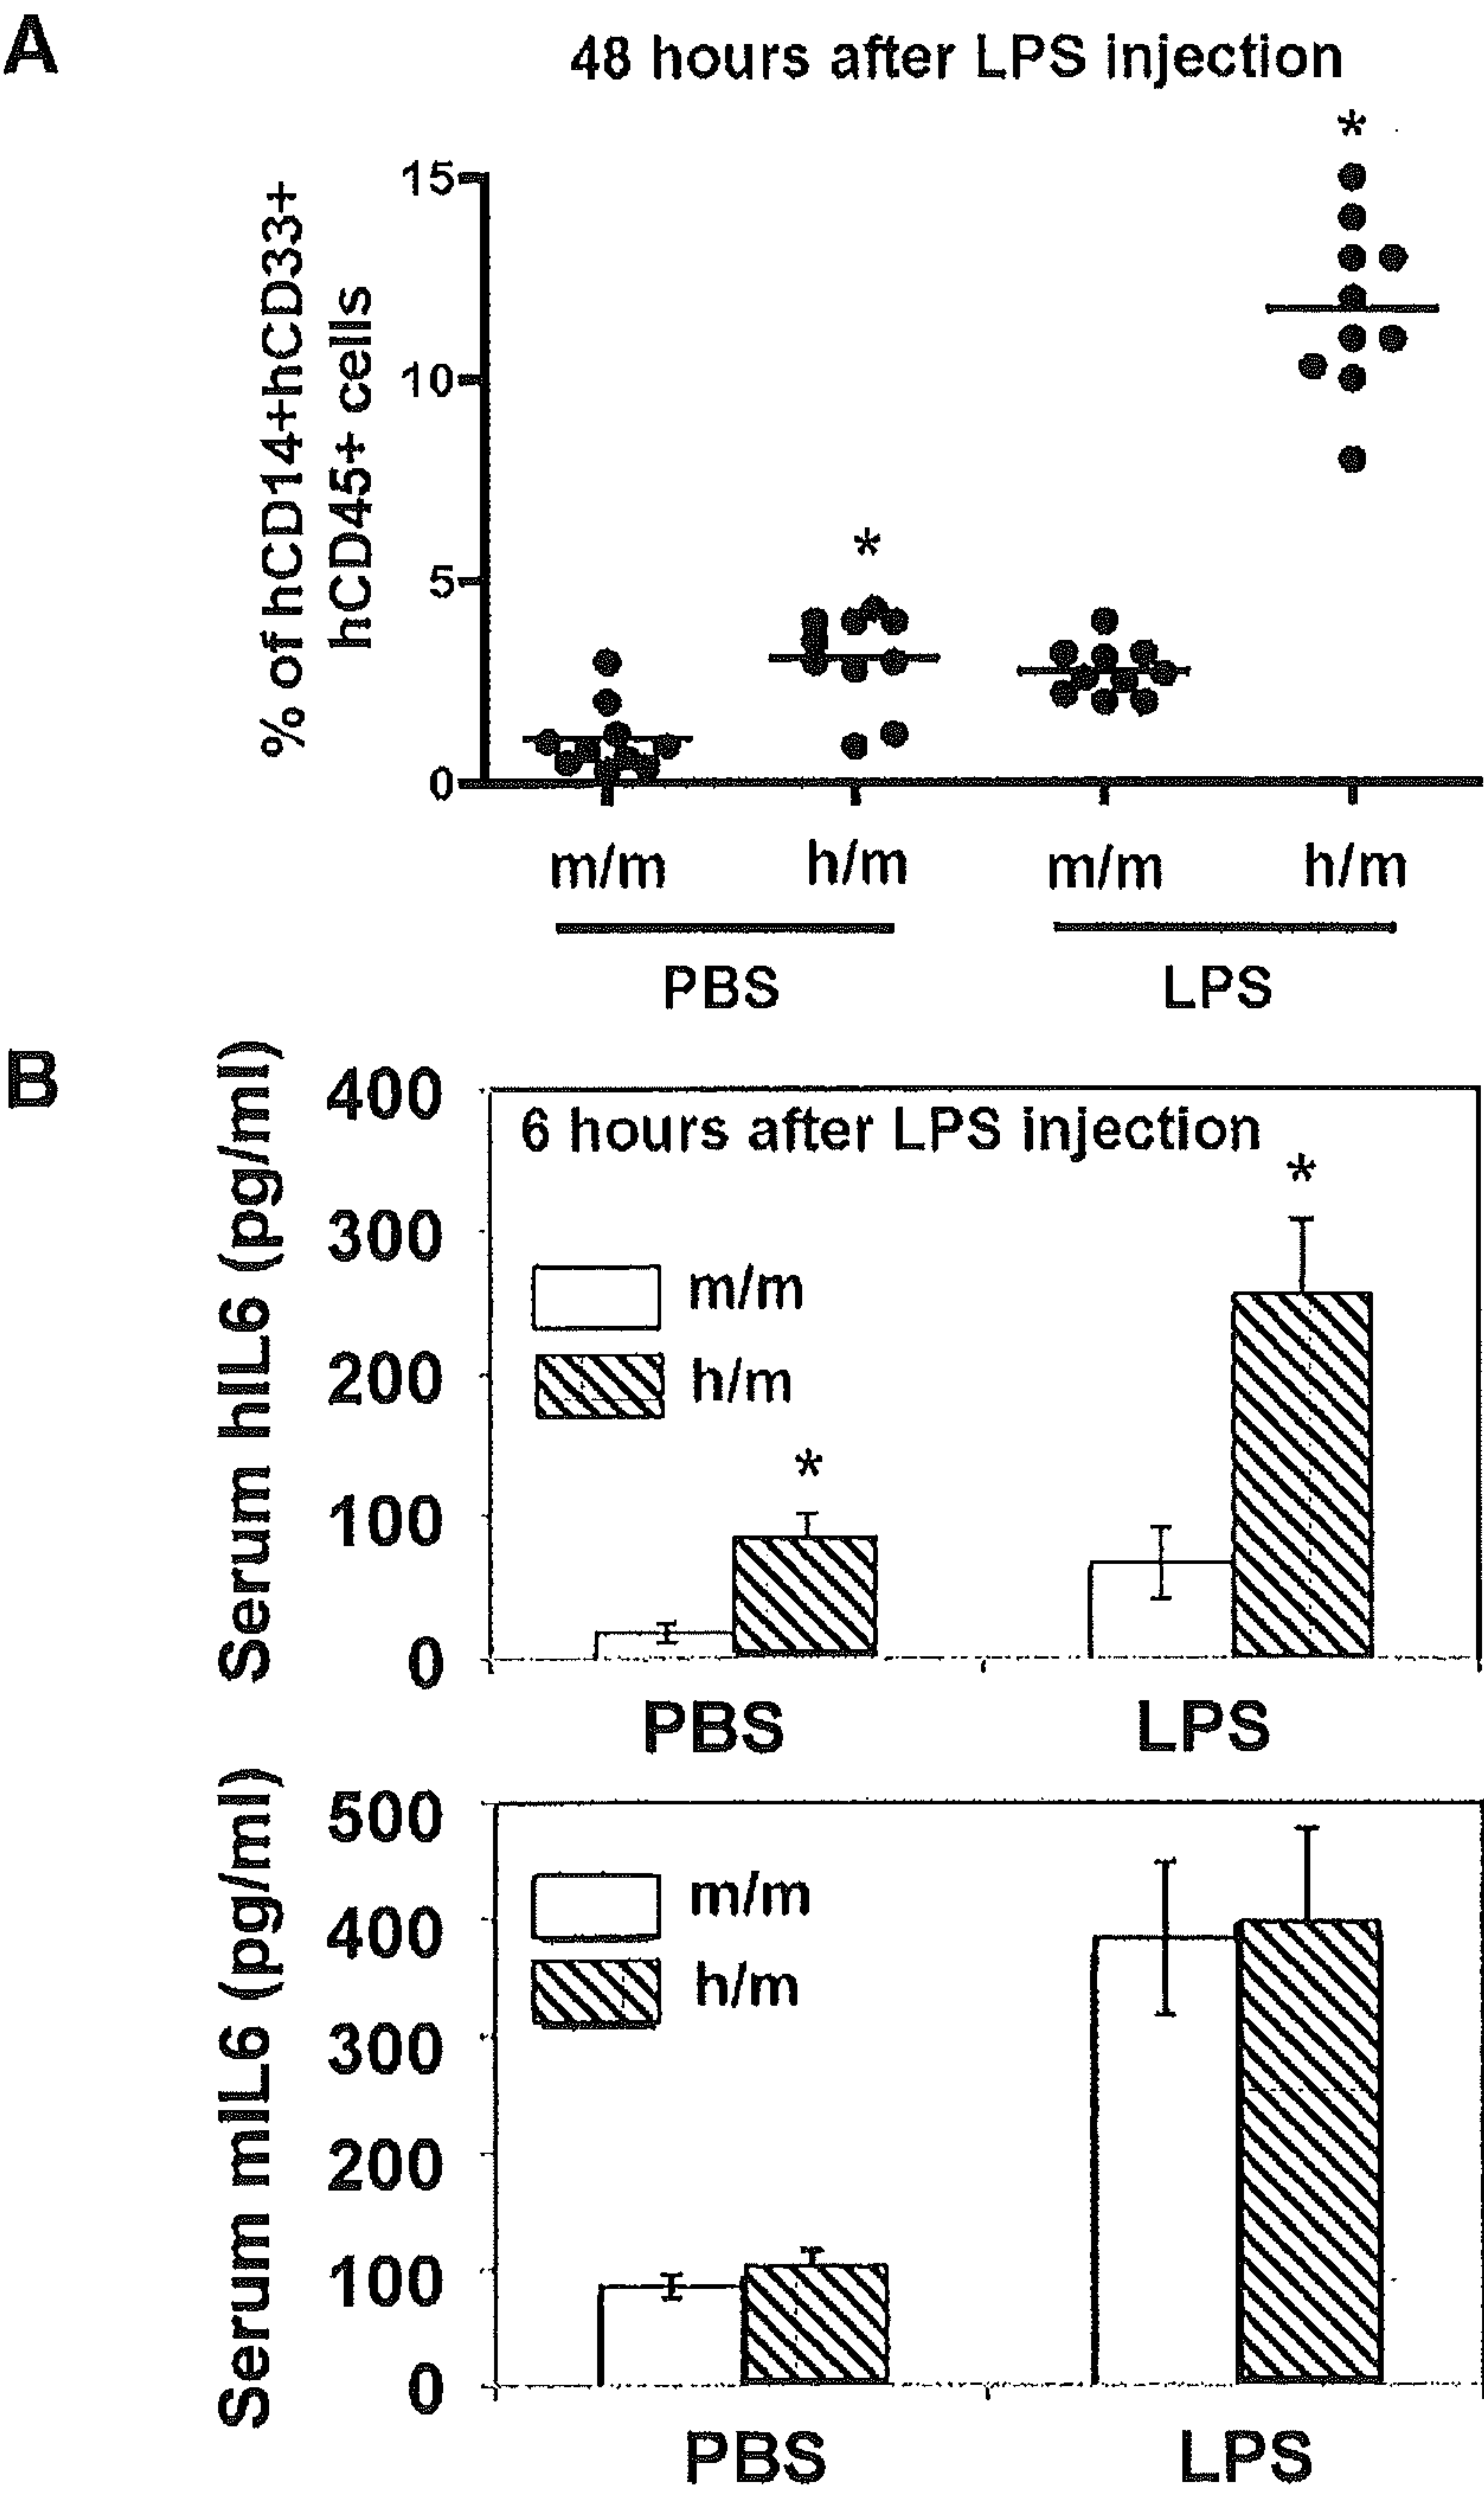 A
48 hours after LPS injection
*
% of hCD14+hCD33+
hCD45+ cells
15
10
5
0
*
m/m h/m m/m h/m
PBS LPS
B
Serum hIL6 (pg/ml)
400
300
200
100
0
6 hours after LPS injection
*
m/m
h/m
*
PBS LPS
Serum mIL6 (pg/ml)
500
400
300
200
100
0
m/m
h/m
PBS LPS